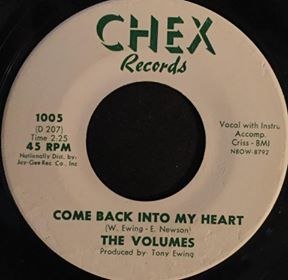 CHEX
Records
1005
(D 207)
Time 2:25
45 RPM
Nationally Dist. by:
Jay-Gee Rec. Co., Inc
Vocal with Instru
Accomp.
Criss - BMI
NBOW-8792
COME BACK INTO MY HEART
(W. Ewing - E. Newson)
THE VOLUMES
Produced by: Tony Ewing